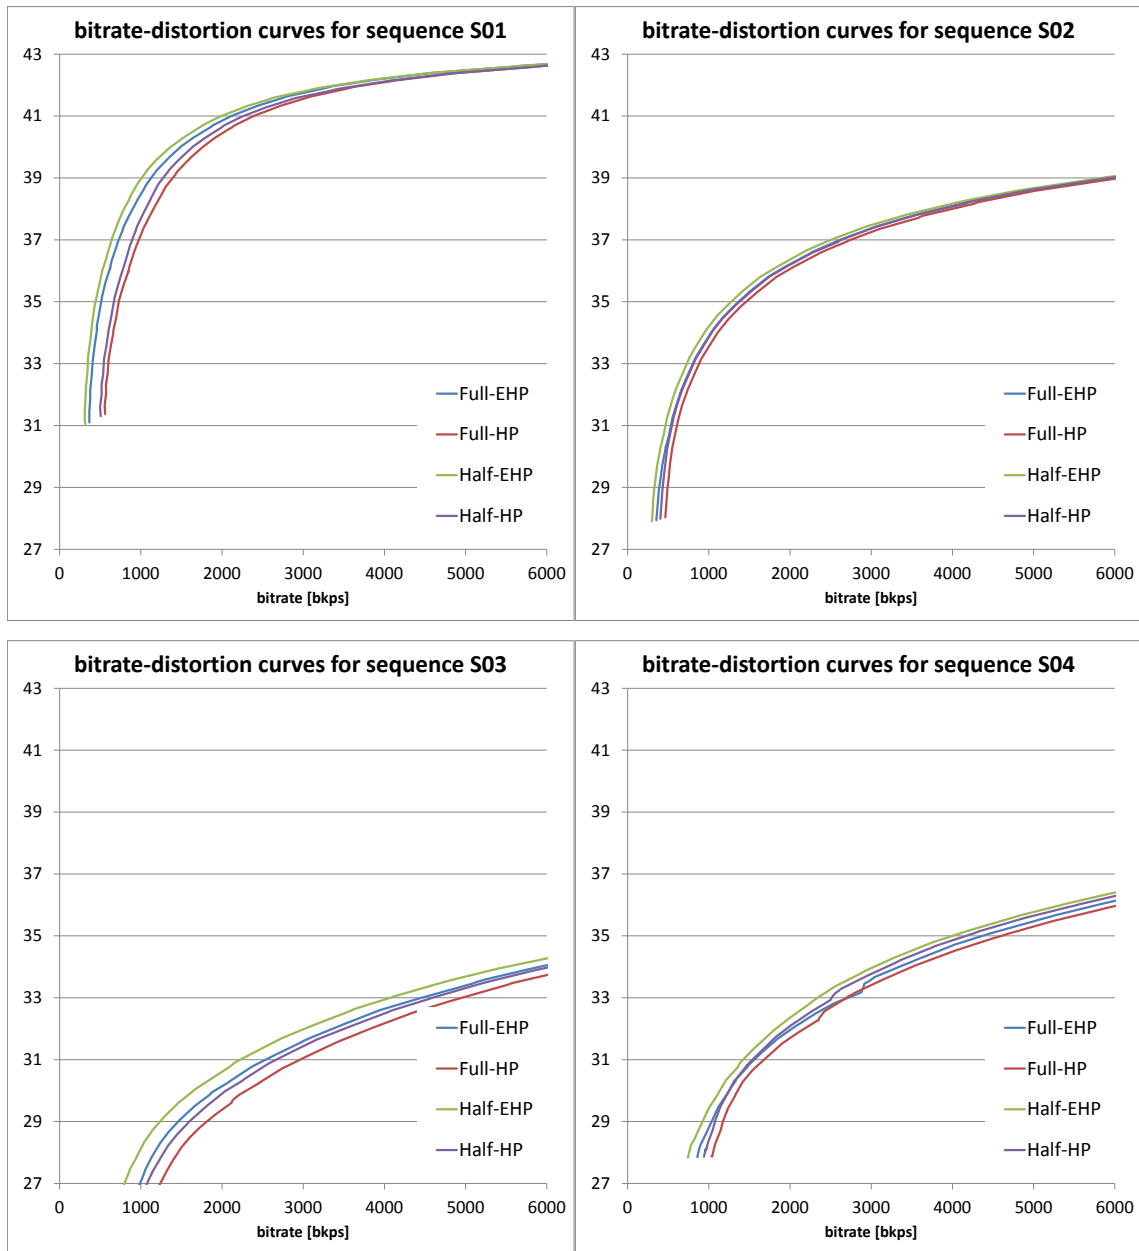 bitrate-distortion curves for sequence S01
43
41
39
37
35
33
31
29
27
Full-EHP
Full-HP
Half-EHP
Half-HP
0 1000 2000 3000 4000 5000 6000
bitrate [bkps]
bitrate-distortion curves for sequence S02
43
41
39
37
35
33
31
29
27
Full-EHP
Full-HP
Half-EHP
Half-HP
0 1000 2000 3000 4000 5000 6000
bitrate [bkps]
bitrate-distortion curves for sequence S03
43
41
39
37
35
33
31
29
27
Full-EHP
Full-HP
Half-EHP
Half-HP
0 1000 2000 3000 4000 5000 6000
bitrate [bkps]
bitrate-distortion curves for sequence S04
43
41
39
37
35
33
31
29
27
Full-EHP
Full-HP
Half-EHP
Half-HP
0 1000 2000 3000 4000 5000 6000
bitrate [bkps]